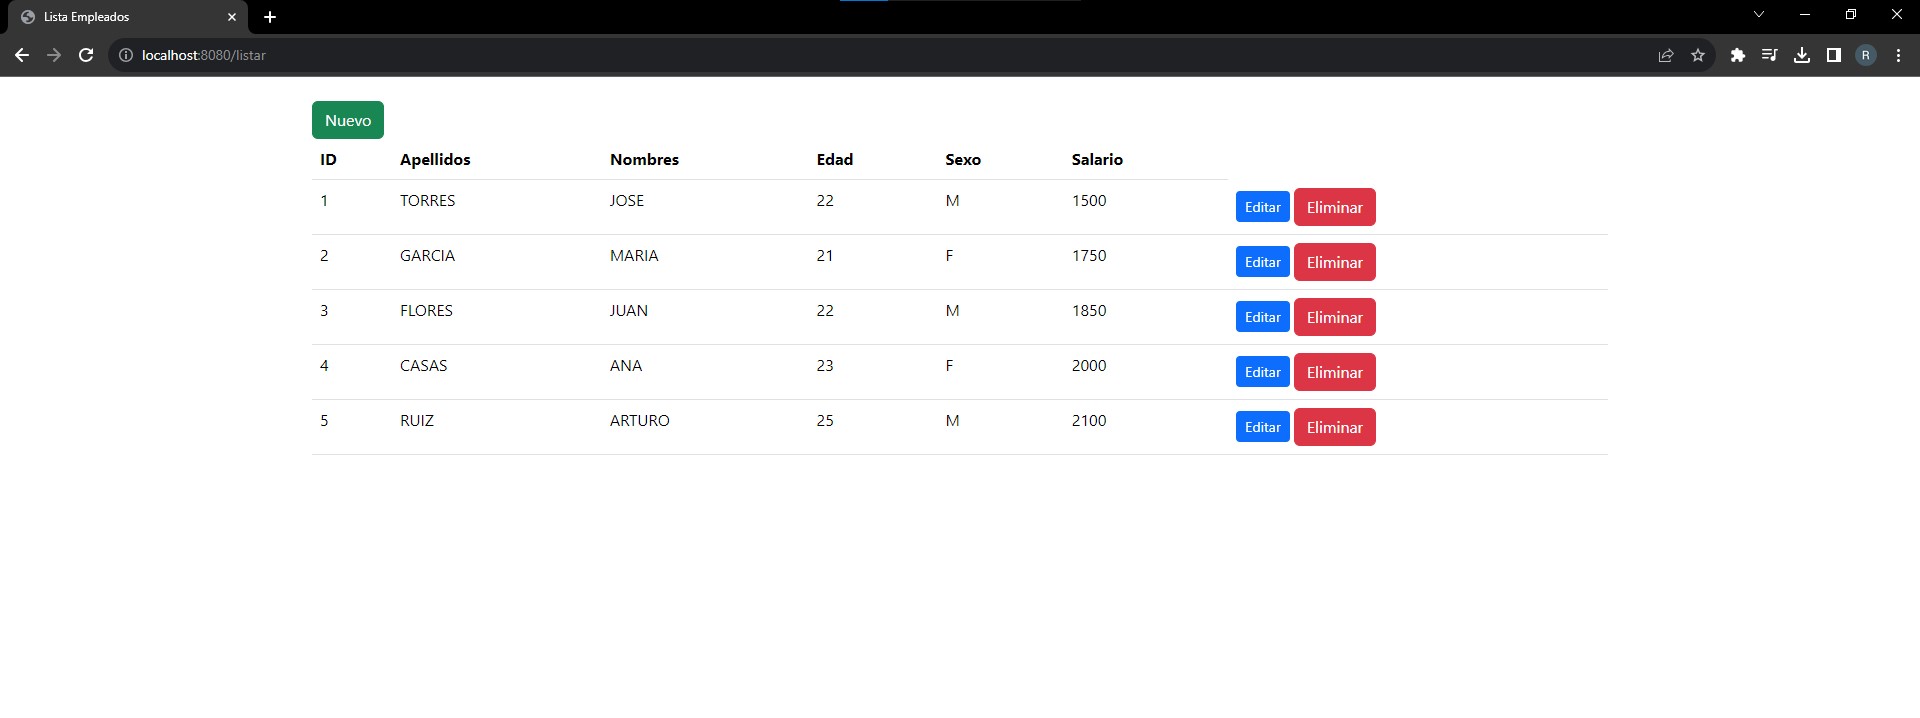 Lista Empleados
localhost:8080/listar
R
Nuevo
ID Apellidos Nombres Edad Sexo Salario
1 TORRES JOSE 22 M 1500 Editar Eliminar
2 GARCIA MARIA 21 F 1750 Editar Eliminar
3 FLORES JUAN 22 M 1850 Editar Eliminar
4 CASAS ANA 23 F 2000 Editar Eliminar
5 RUIZ ARTURO 25 M 2100 Editar Eliminar